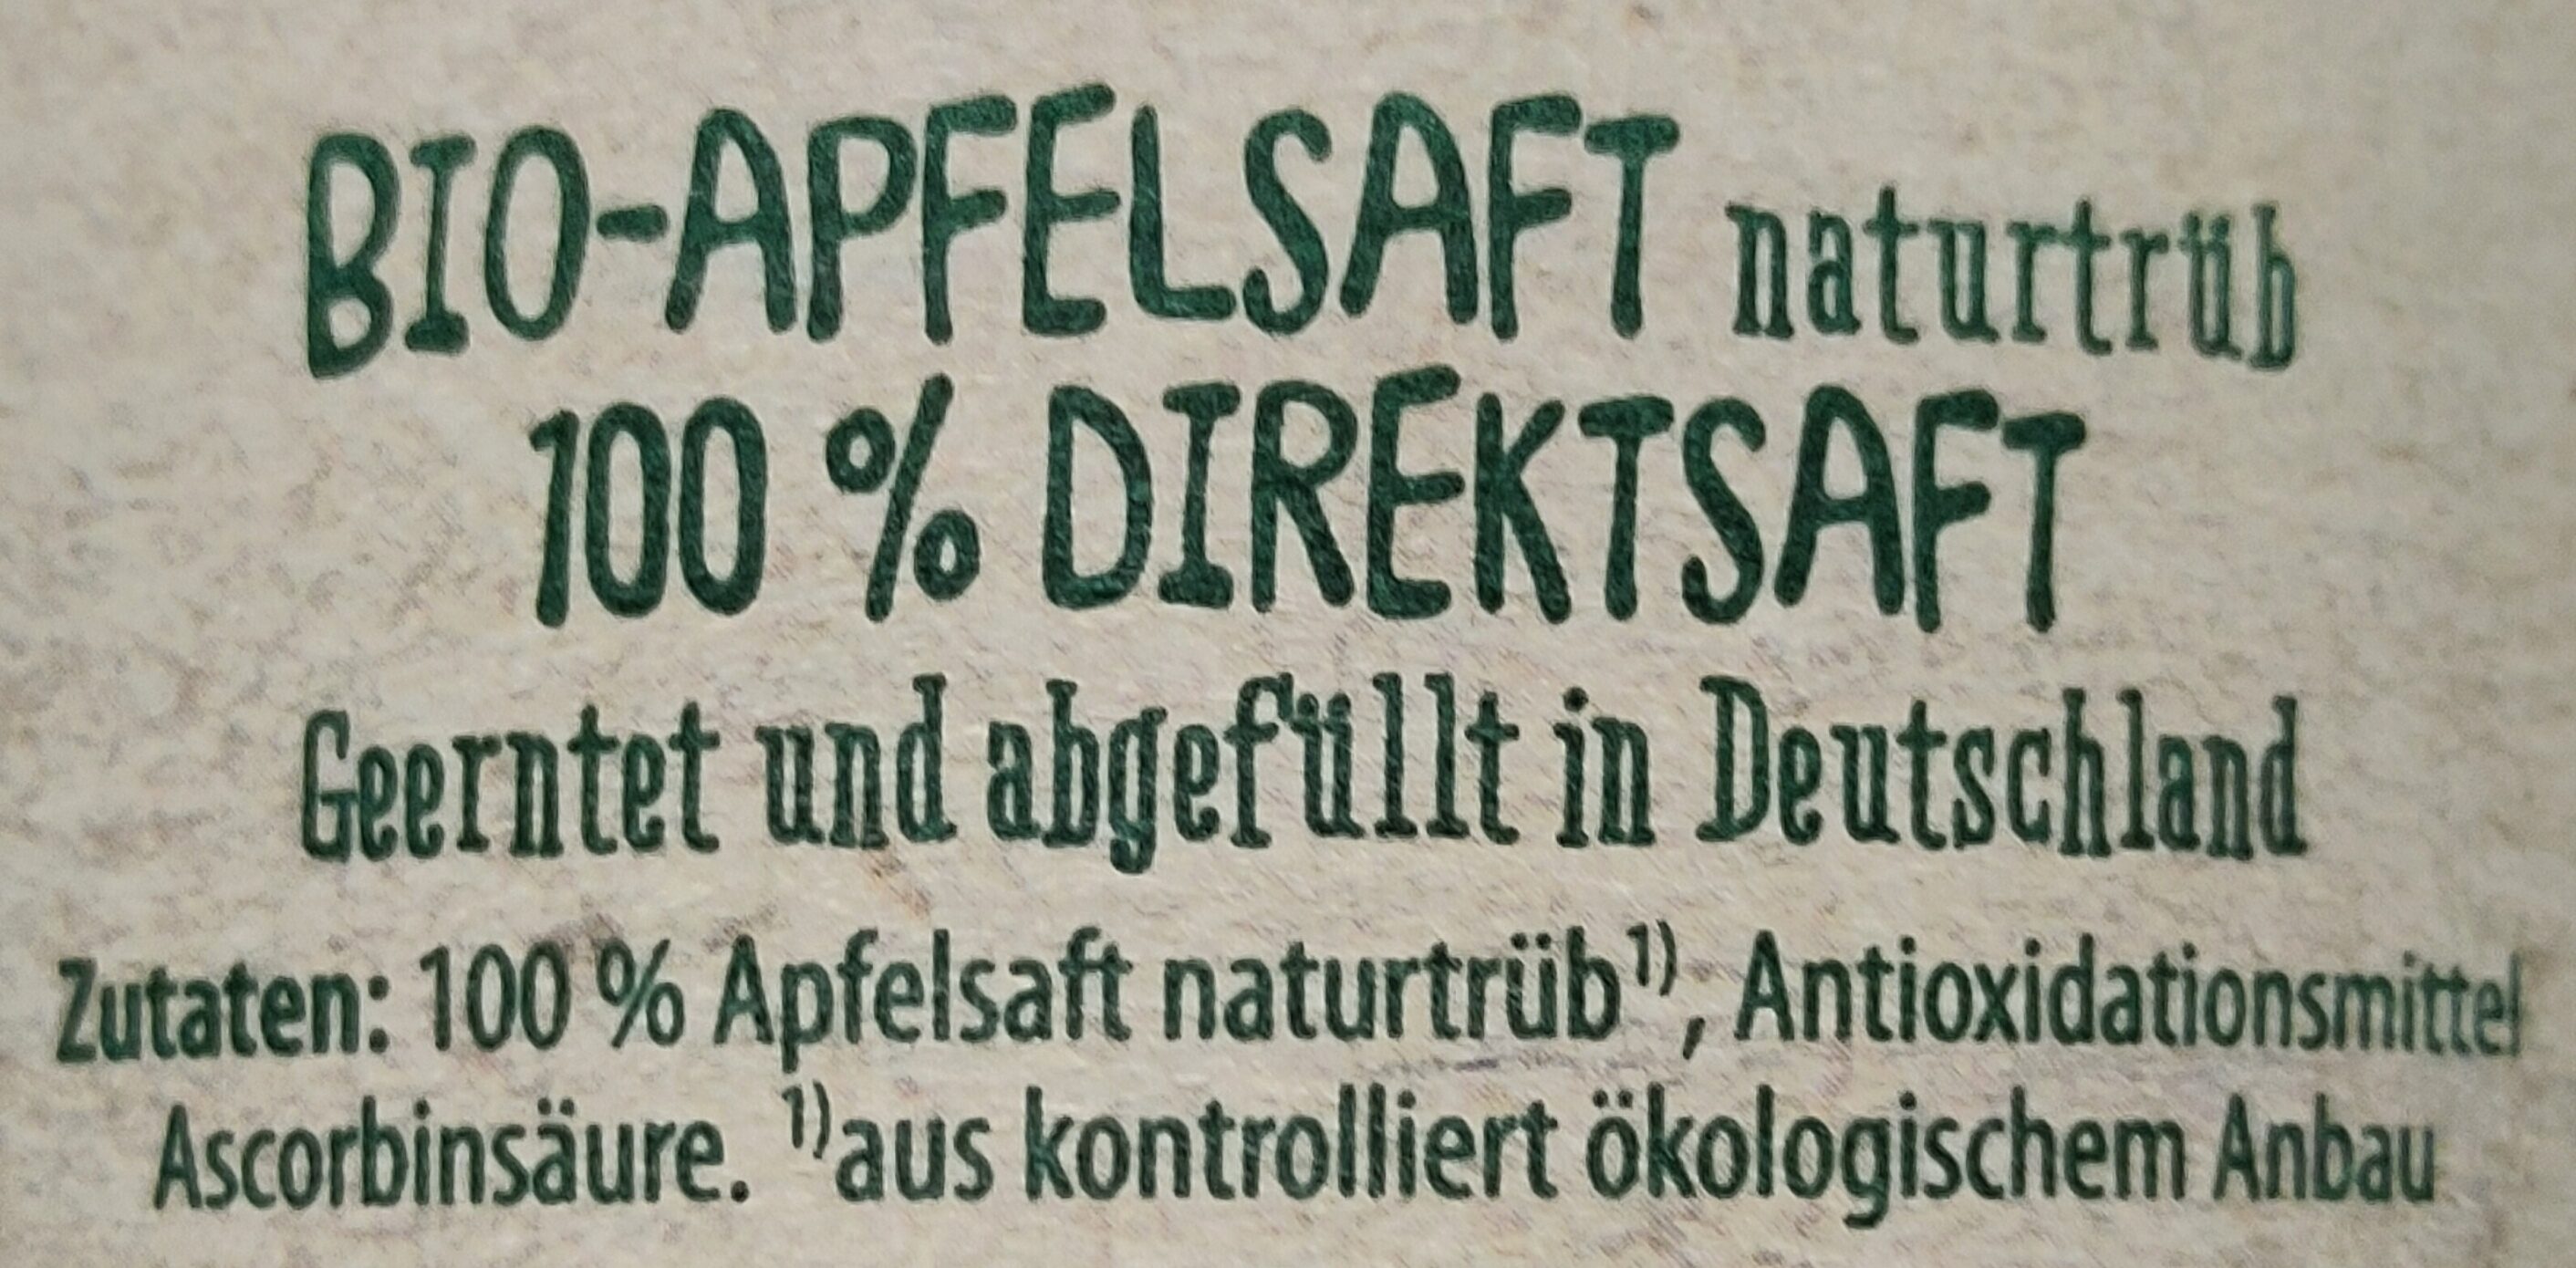 BIO-APFELSAFT naturtrüb
100 % DIREKTSAFT
Geerntet und abgefüllt in Deutschland
Zutaten: 100 % Apfelsaft naturtrüb¹⁾, Antioxidationsmittel
Ascorbinsäure. ¹⁾aus kontrolliert ökologischem Anbau